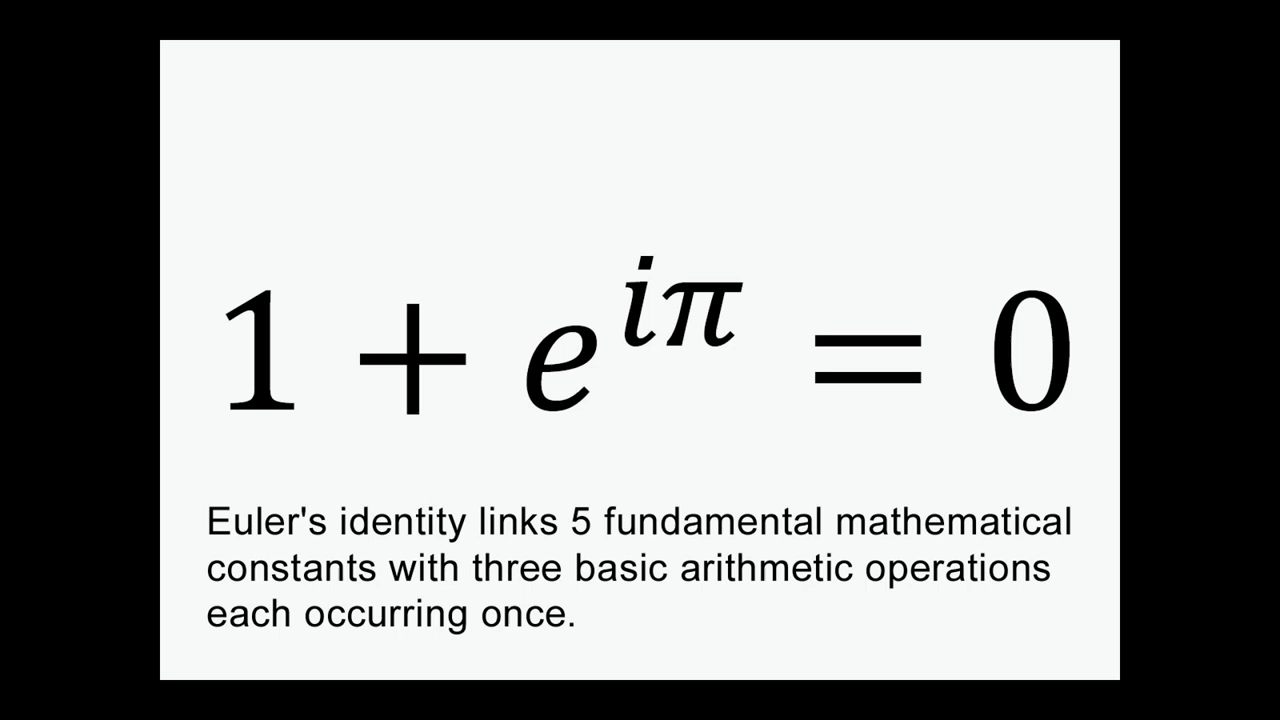 1 + e^{iπ} = 0
Euler's identity links 5 fundamental mathematical
constants with three basic arithmetic operations
each occurring once.